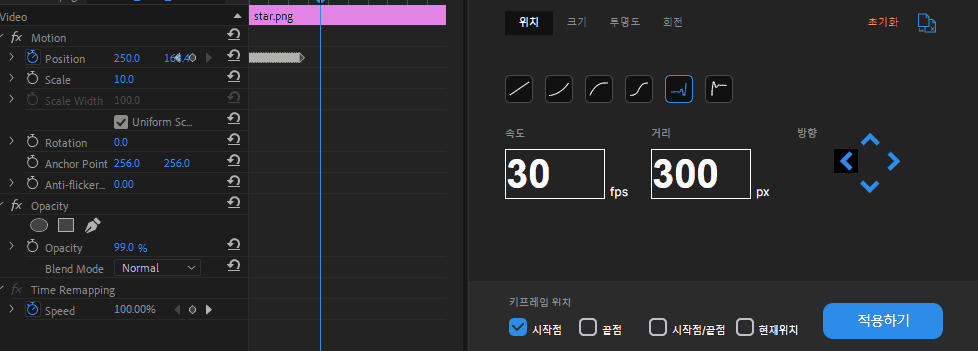 Video
star.png
fx Motion
Position 250.0
Scale 10.0
Scale Width 100.0
Uniform Sc...
Rotation 0.0
Anchor Point 256.0 256.0
Anti-flicker... 0.00
fx Opacity
Opacity 99.0 %
Blend Mode Normal
fx Time Remapping
Speed 100.00%
위치 크기 투명도 회전 초기화
속도 거리 방향
30 fps 300 px
키프레임 위치
시작점 끝점 시작점/끝점 현재위치 적용하기